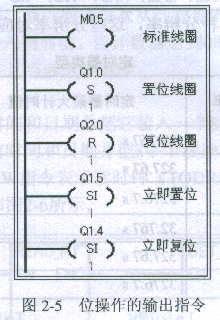 M0.5
( ) 标准线圈
Q1.0
( S ) 置位线圈
1
Q2.0
( R ) 复位线圈
1
Q1.5
( SI ) 立即置位
1
Q1.4
( SI ) 立即复位
1
图 2-5 位操作的输出指令